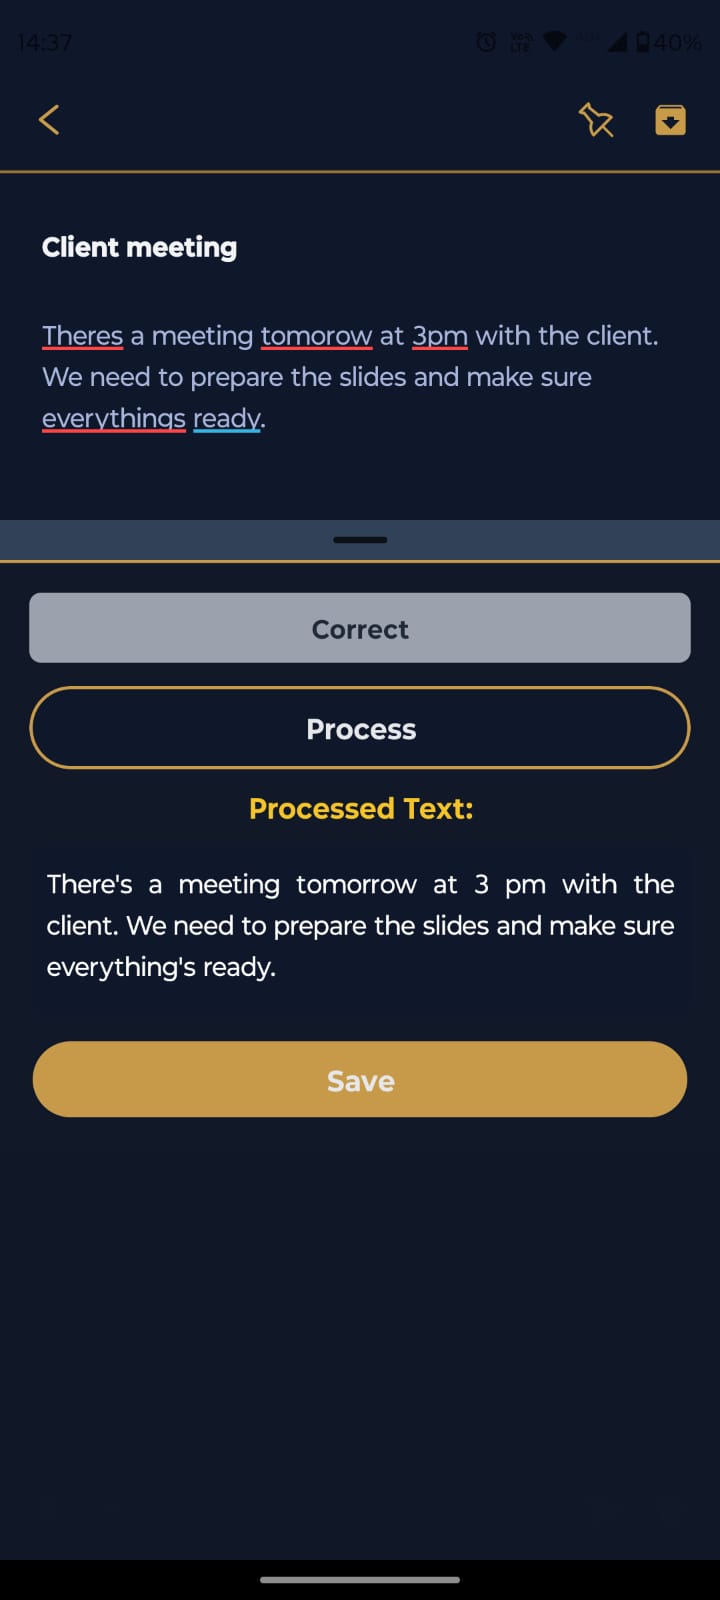 14:37
VoLTE 40%
Client meeting
Theres a meeting tomorow at 3pm with the client.
We need to prepare the slides and make sure
everythings ready.
Correct
Process
Processed Text:
There's a meeting tomorrow at 3 pm with the
client. We need to prepare the slides and make sure
everything's ready.
Save